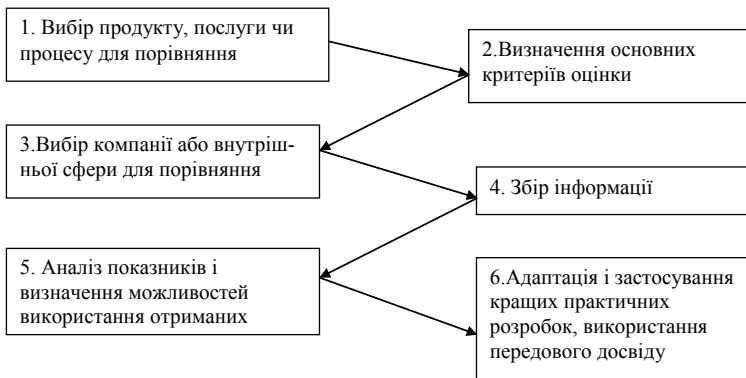 1. Вибір продукту, послуги чи
процесу для порівняння
2.Визначення основних
критеріїв оцінки
3.Вибір компанії або внутріш-
ньої сфери для порівняння
4. Збір інформації
5. Аналіз показників і
визначення можливостей
використання отриманих
6.Адаптація і застосування
кращих практичних
розробок, використання
передового досвіду